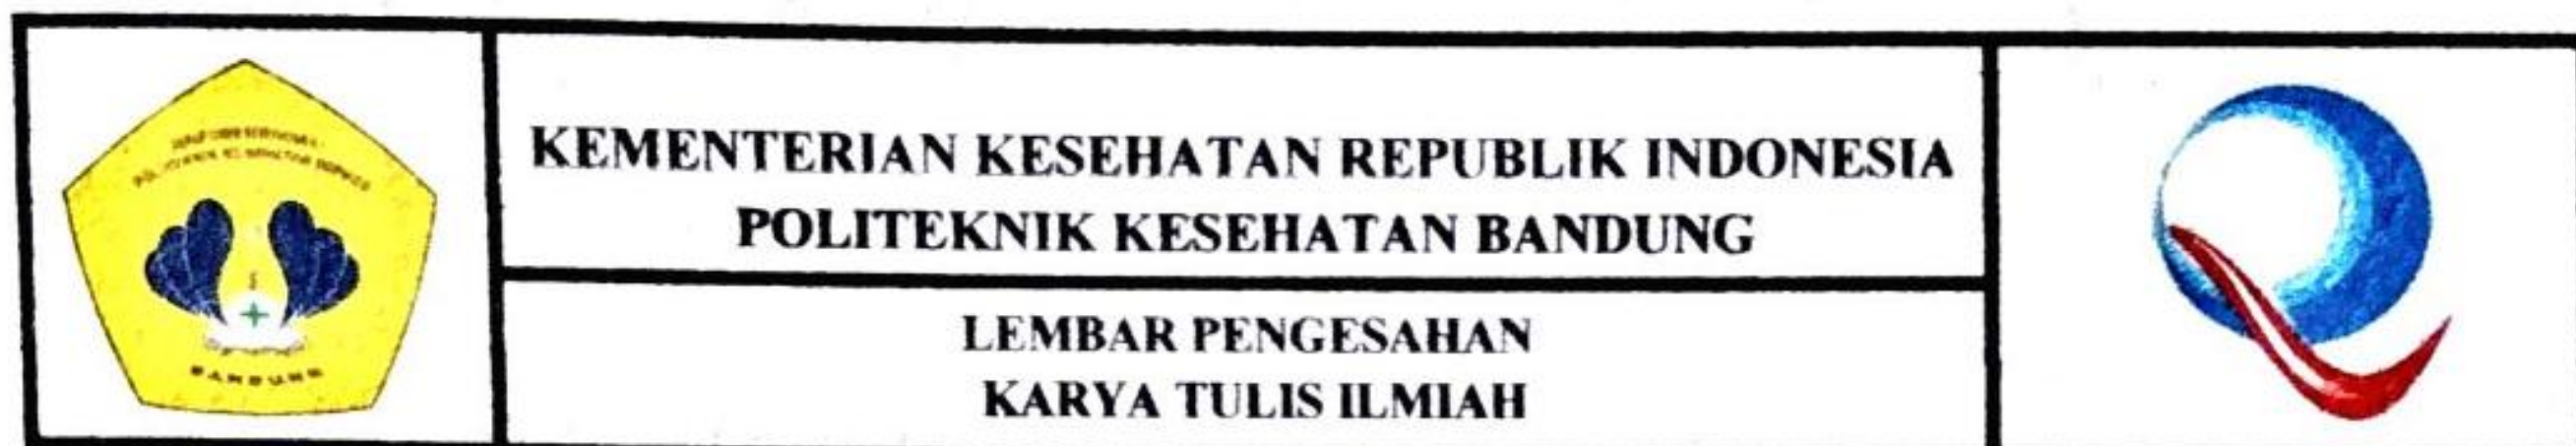 KEMENTERIAN KESEHATAN REPUBLIK INDONESIA
POLITEKNIK KESEHATAN BANDUNG
LEMBAR PENGESAHAN
KARYA TULIS ILMIAH
BANDUNG